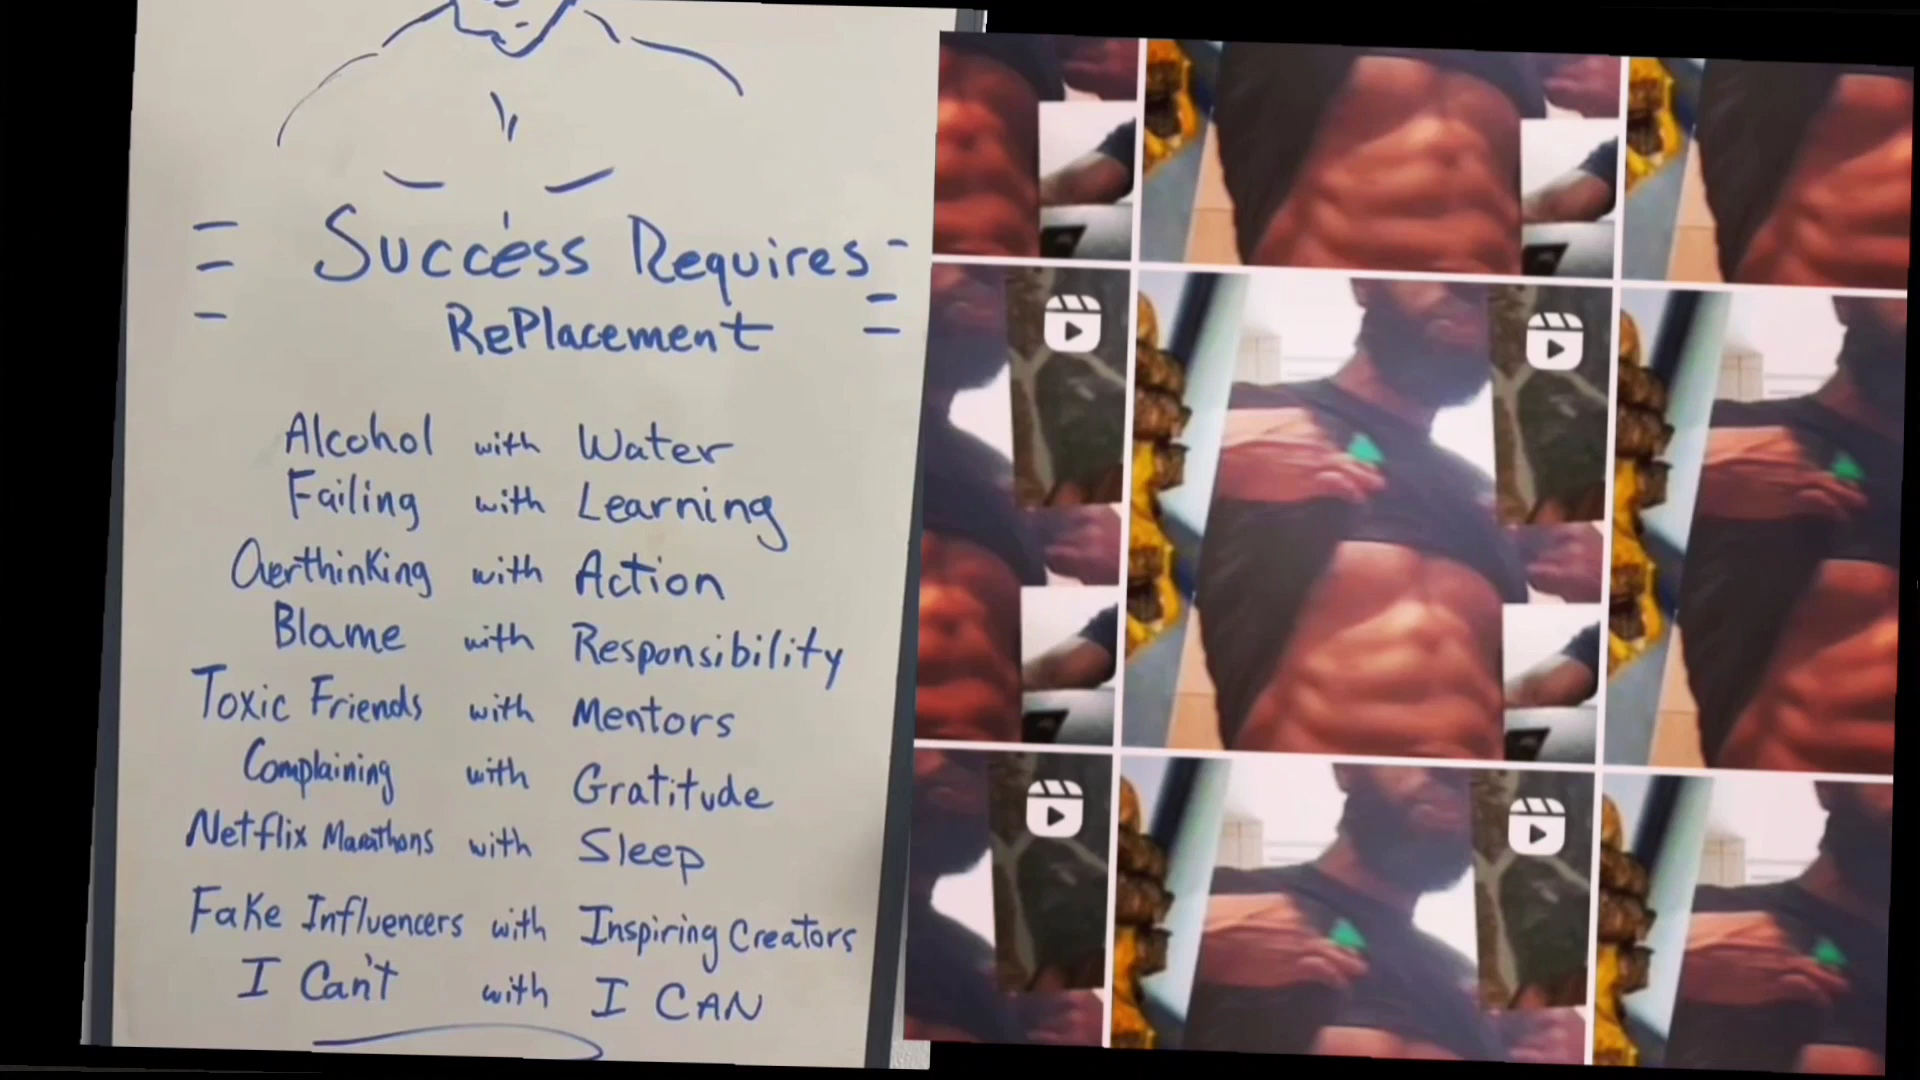 Success Requires
RePlacement
Alcohol with Water
Failing with Learning
Overthinking with Action
Blame with Responsibility
Toxic Friends with Mentors
Complaining with Gratitude
Netflix Marathons with Sleep
Fake Influencers with Inspiring Creators
I Can't with I CAN